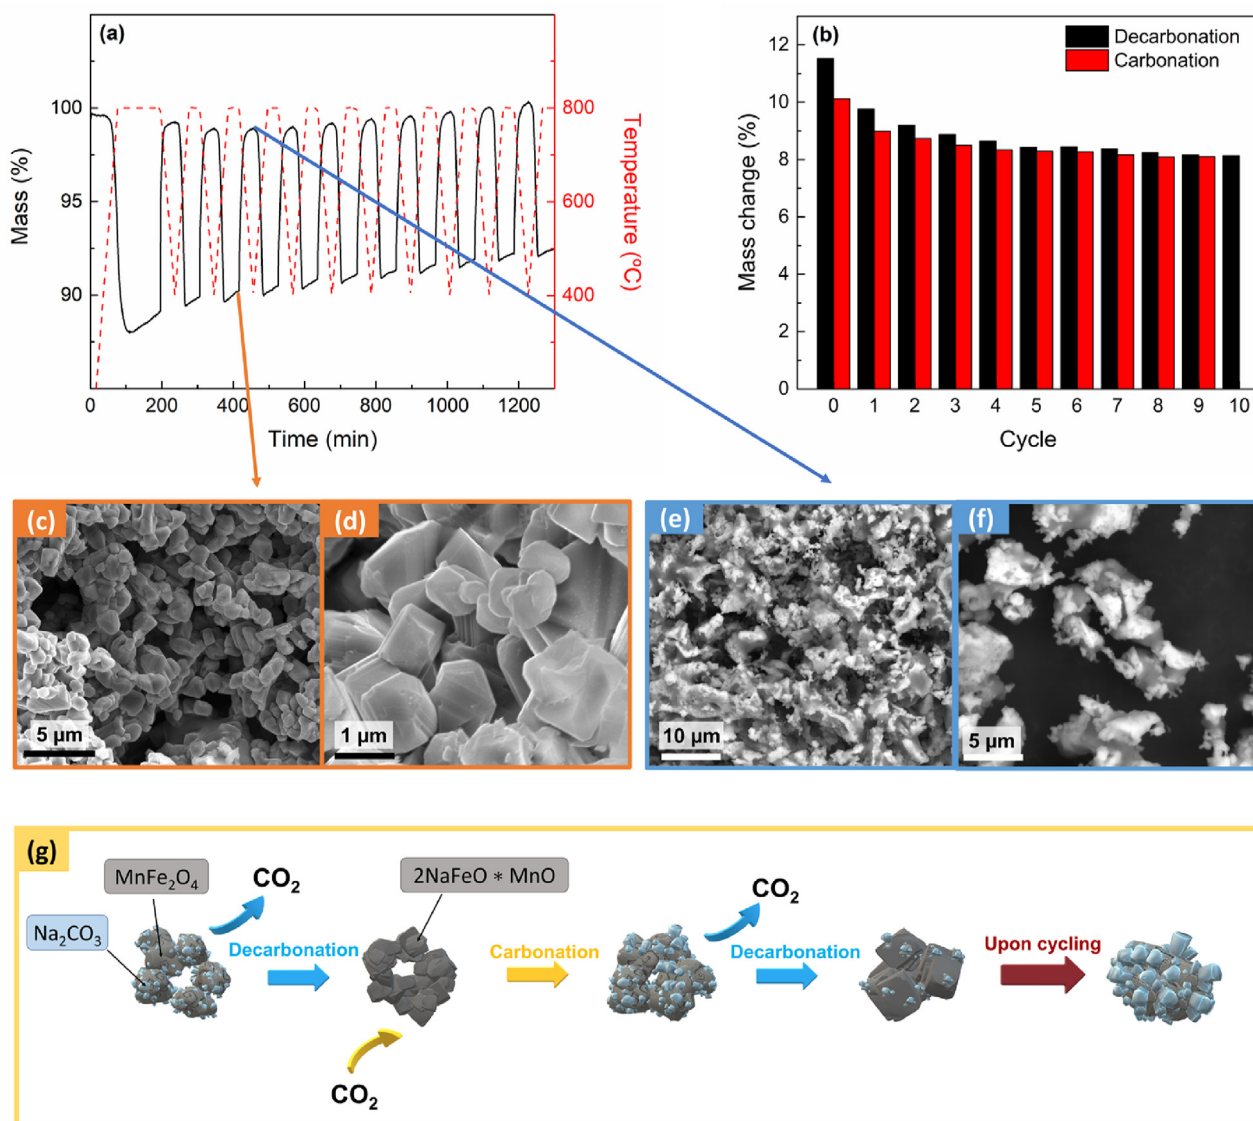 (a)
100
95
90
Mass (%)
800
600
400
Temperature (ºC)
0 200 400 600 800 1000 1200
Time (min)
(b)
Decarbonation
Carbonation
12
10
8
6
4
2
0
Mass change (%)
0 1 2 3 4 5 6 7 8 9 10
Cycle
(c)
5 µm
(d)
1 µm
(e)
10 µm
(f)
5 µm
(g)
MnFe₂O₄
Na₂CO₃
CO₂
Decarbonation
2NaFeO * MnO
CO₂
Carbonation
CO₂
Decarbonation
Upon cycling